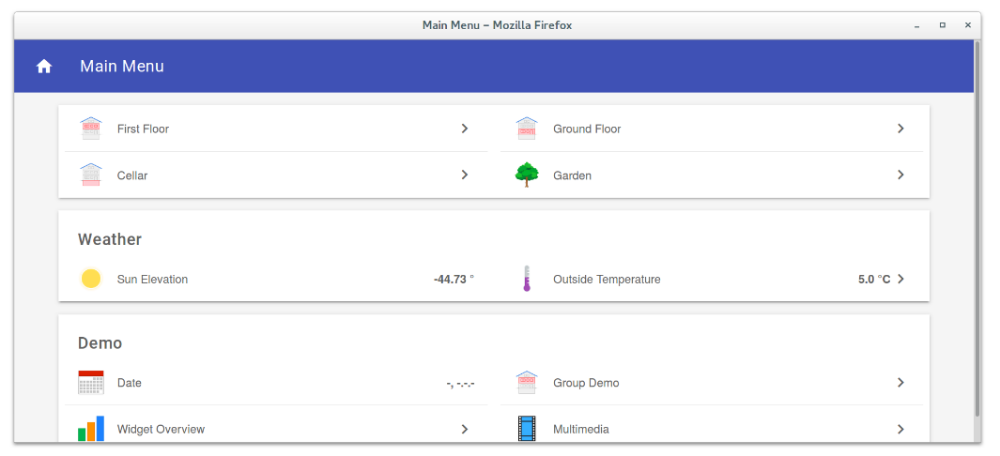 Main Menu – Mozilla Firefox
Main Menu
First Floor
Ground Floor
Cellar
Garden
Weather
Sun Elevation
-44.73 °
Outside Temperature
5.0 °C
Demo
Date
-, -.-.-
Group Demo
Widget Overview
Multimedia